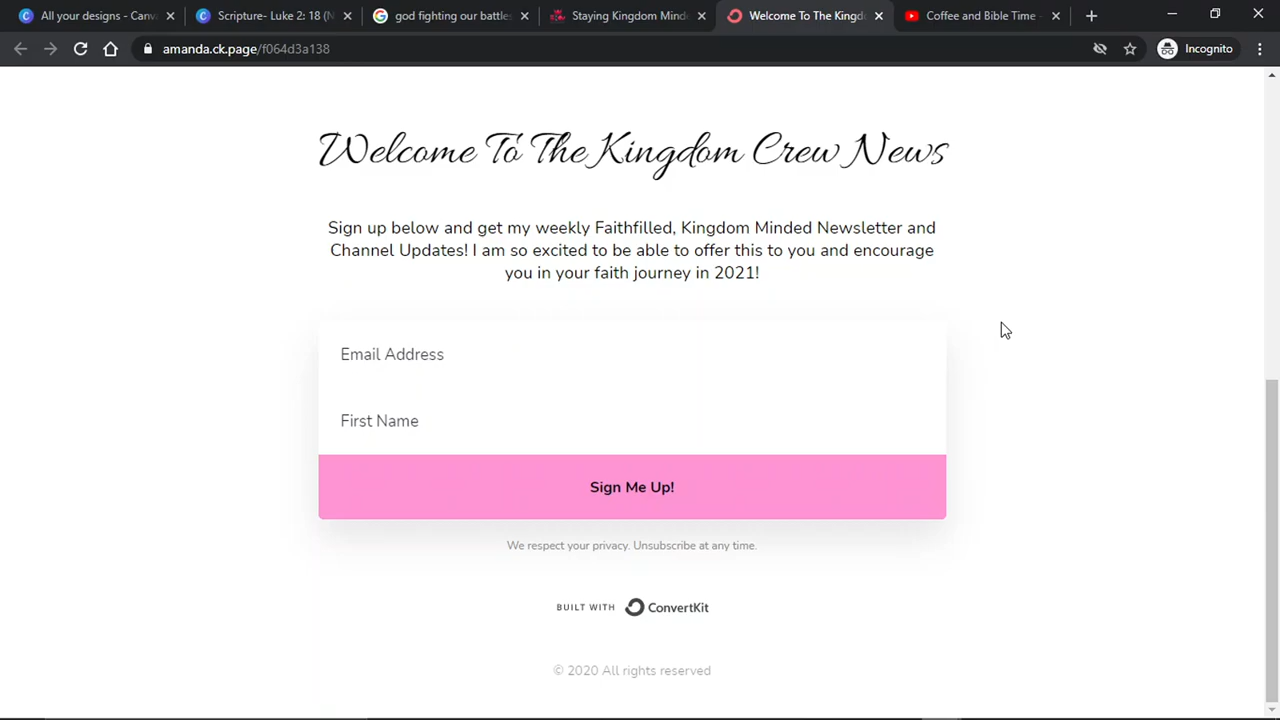 All your designs - Canv
Scripture- Luke 2: 18 (N
god fighting our battles
Staying Kingdom Minde
Welcome To The Kingd
Coffee and Bible Time -
amanda.ck.page/f064d3a138
Incognito
Welcome To The Kingdom Crew News
Sign up below and get my weekly Faithfilled, Kingdom Minded Newsletter and
Channel Updates! I am so excited to be able to offer this to you and encourage
you in your faith journey in 2021!
Email Address
First Name
Sign Me Up!
We respect your privacy. Unsubscribe at any time.
BUILT WITH ConvertKit
© 2020 All rights reserved